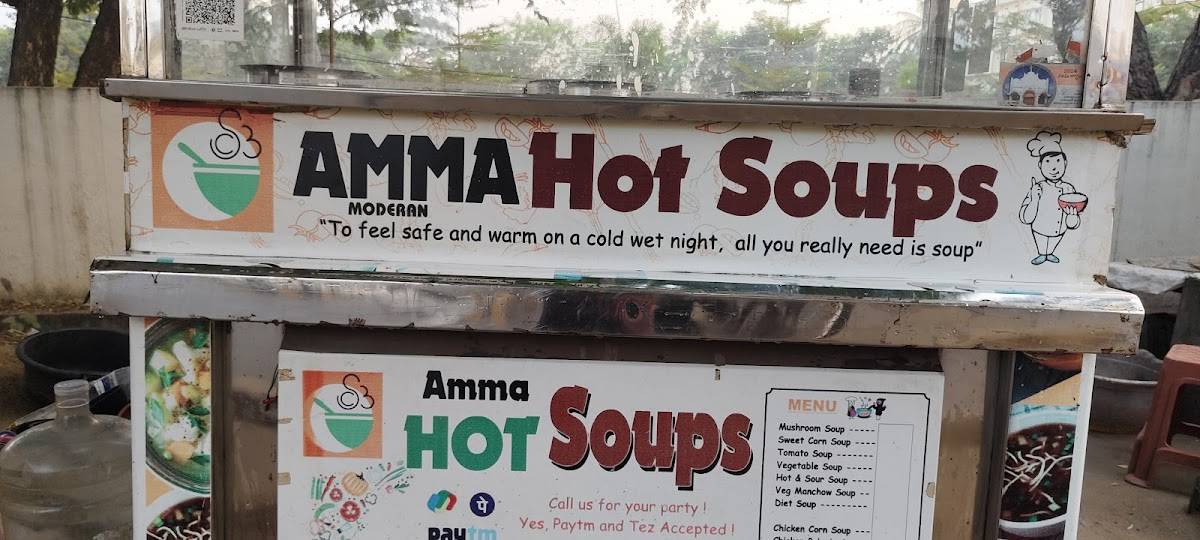 AMMA Hot Soups
MODERAN
“To feel safe and warm on a cold wet night, all you really need is soup”
Amma
HOT Soups
Call us for your party !
Yes, Paytm and Tez Accepted !
पे
paytm
MENU
Mushroom Soup -----
Sweet Corn Soup ----
Tomato Soup -------
Vegetable Soup ------
Hot & Sour Soup ----
Veg Manchow Soup --
Diet Soup ---------
Chicken Corn Soup ---